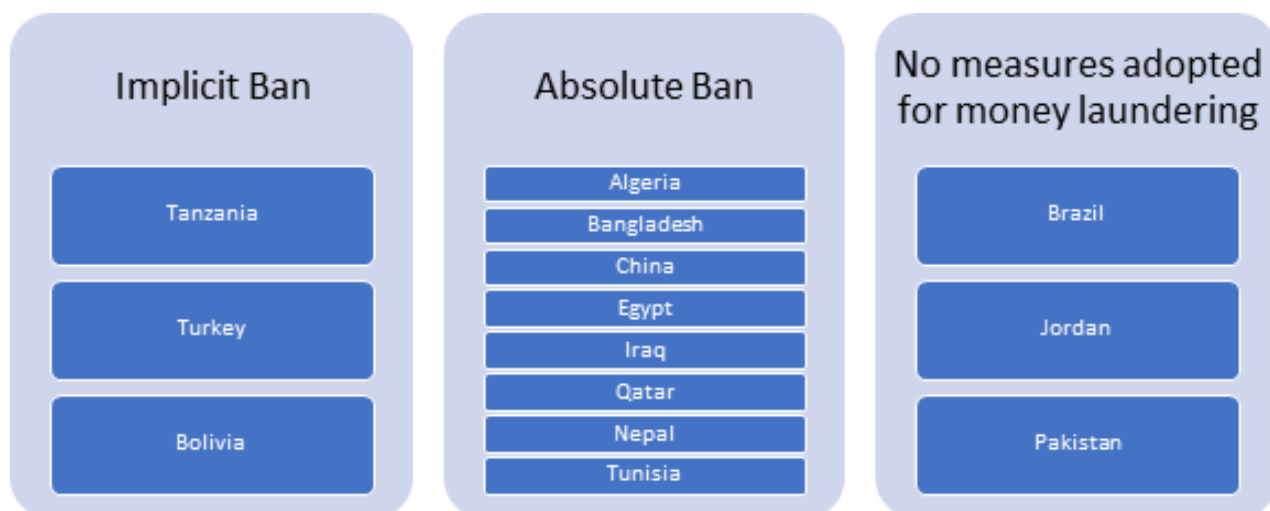 Implicit Ban
Tanzania
Turkey
Bolivia
Absolute Ban
Algeria
Bangladesh
China
Egypt
Iraq
Qatar
Nepal
Tunisia
No measures adopted
for money laundering
Brazil
Jordan
Pakistan